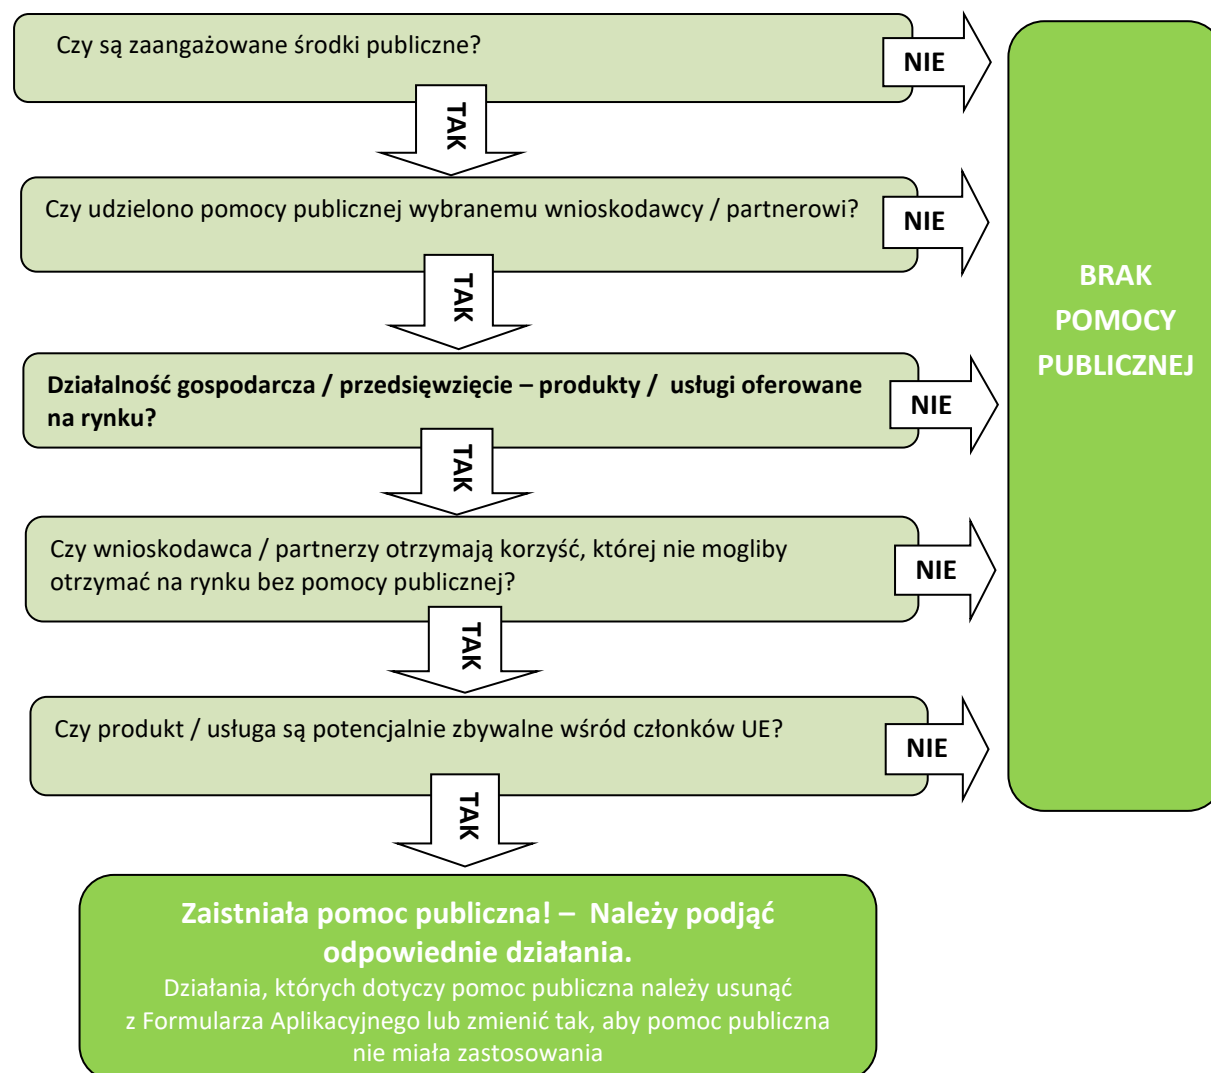 Czy są zaangażowane środki publiczne?
NIE
TAK
Czy udzielono pomocy publicznej wybranemu wnioskodawcy / partnerowi?
NIE
TAK
Działalność gospodarcza / przedsięwzięcie – produkty / usługi oferowane
na rynku?
NIE
TAK
Czy wnioskodawca / partnerzy otrzymają korzyść, której nie mogliby
otrzymać na rynku bez pomocy publicznej?
NIE
TAK
Czy produkt / usługa są potencjalnie zbywalne wśród członków UE?
NIE
TAK
BRAK
POMOCY
PUBLICZNEJ
Zaistniała pomoc publiczna! – Należy podjąć
odpowiednie działania.
Działania, których dotyczy pomoc publiczna należy usunąć
z Formularza Aplikacyjnego lub zmienić tak, aby pomoc publiczna
nie miała zastosowania